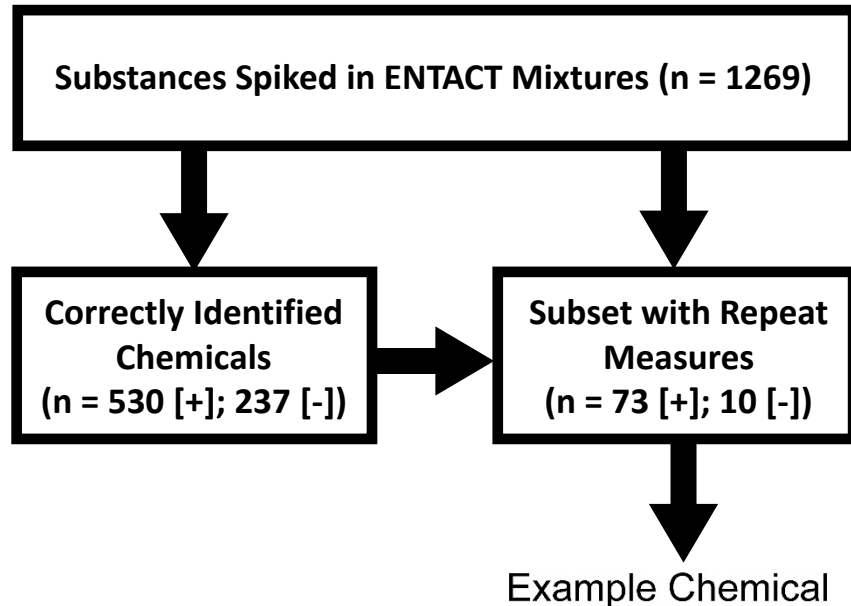 Substances Spiked in ENTACT Mixtures (n = 1269)
Correctly Identified
Chemicals
(n = 530 [+]; 237 [-])
Subset with Repeat
Measures
(n = 73 [+]; 10 [-])
Example Chemical